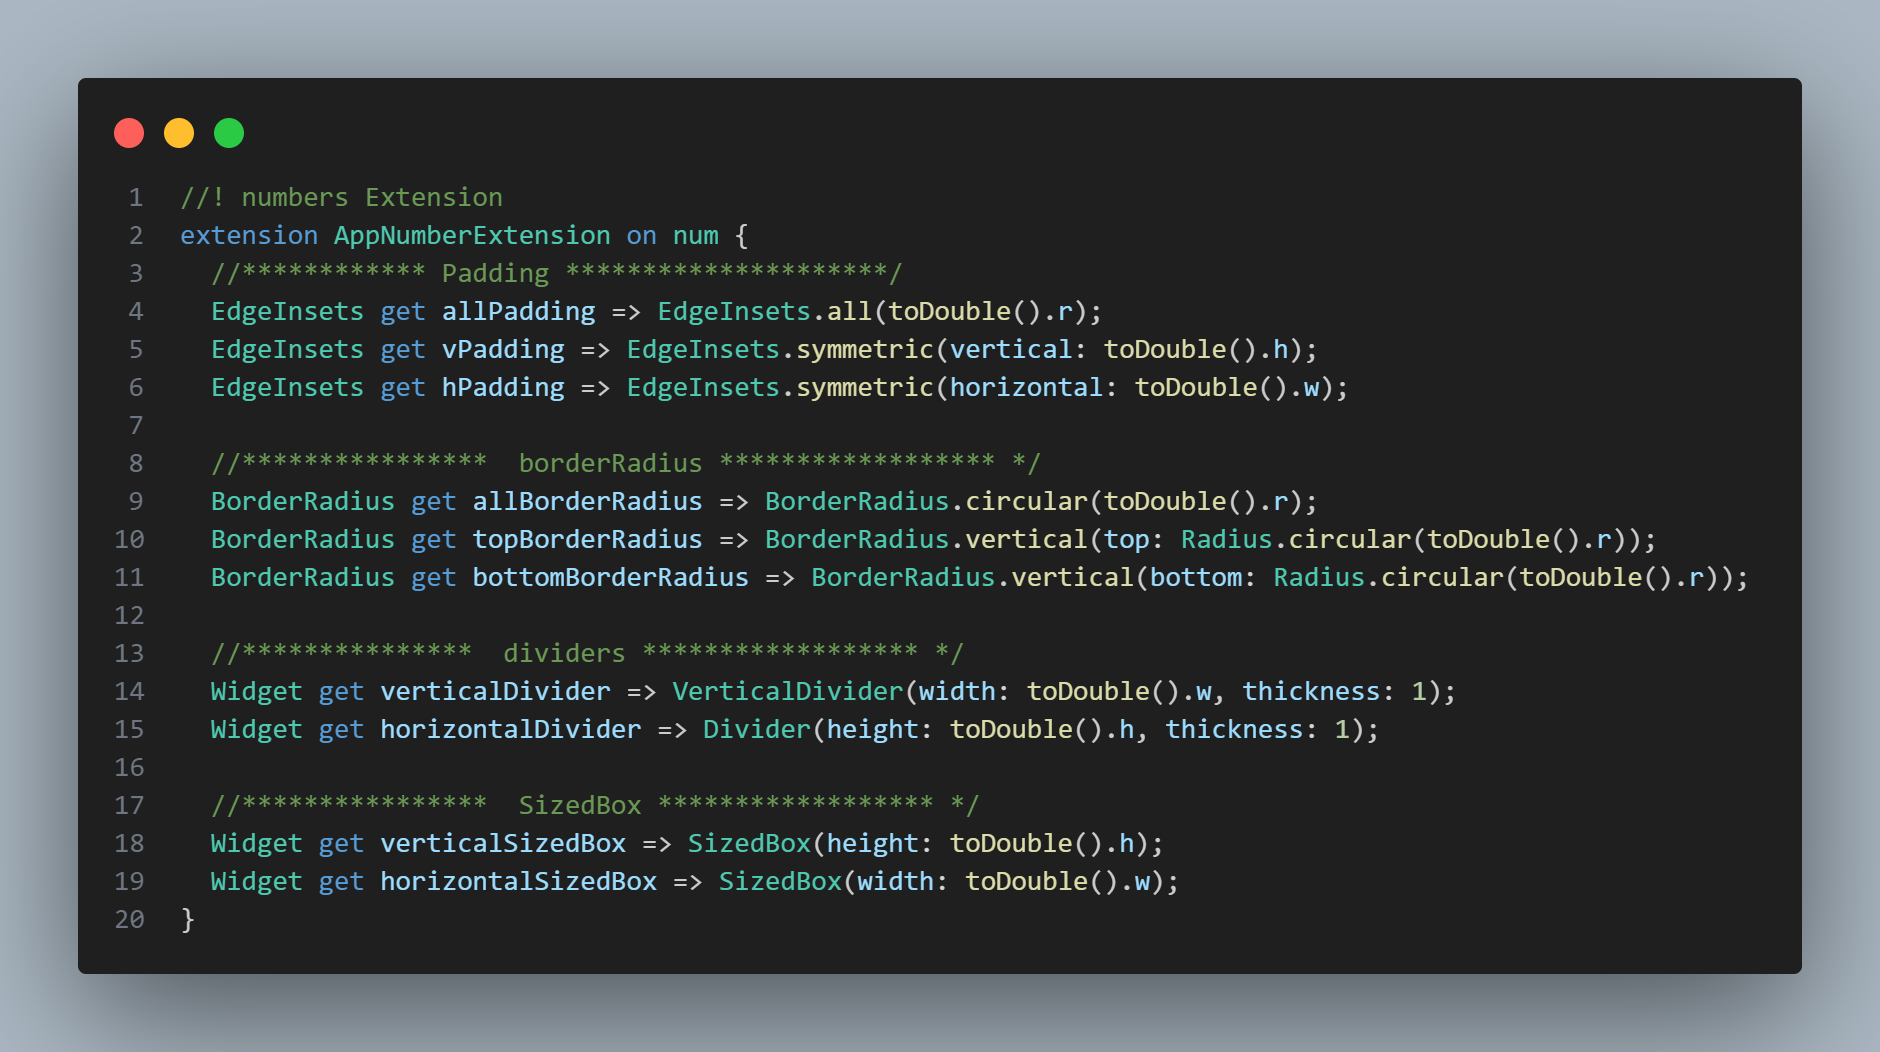 1 //! numbers Extension
2 extension AppNumberExtension on num {
3   //************ Padding *********************/
4   EdgeInsets get allPadding => EdgeInsets.all(toDouble().r);
5   EdgeInsets get vPadding => EdgeInsets.symmetric(vertical: toDouble().h);
6   EdgeInsets get hPadding => EdgeInsets.symmetric(horizontal: toDouble().w);
7
8   //****************  borderRadius ****************** */
9   BorderRadius get allBorderRadius => BorderRadius.circular(toDouble().r);
10   BorderRadius get topBorderRadius => BorderRadius.vertical(top: Radius.circular(toDouble().r));
11   BorderRadius get bottomBorderRadius => BorderRadius.vertical(bottom: Radius.circular(toDouble().r));
12
13   //***************  dividers ****************** */
14   Widget get verticalDivider => VerticalDivider(width: toDouble().w, thickness: 1);
15   Widget get horizontalDivider => Divider(height: toDouble().h, thickness: 1);
16
17   //****************  SizedBox ****************** */
18   Widget get verticalSizedBox => SizedBox(height: toDouble().h);
19   Widget get horizontalSizedBox => SizedBox(width: toDouble().w);
20 }